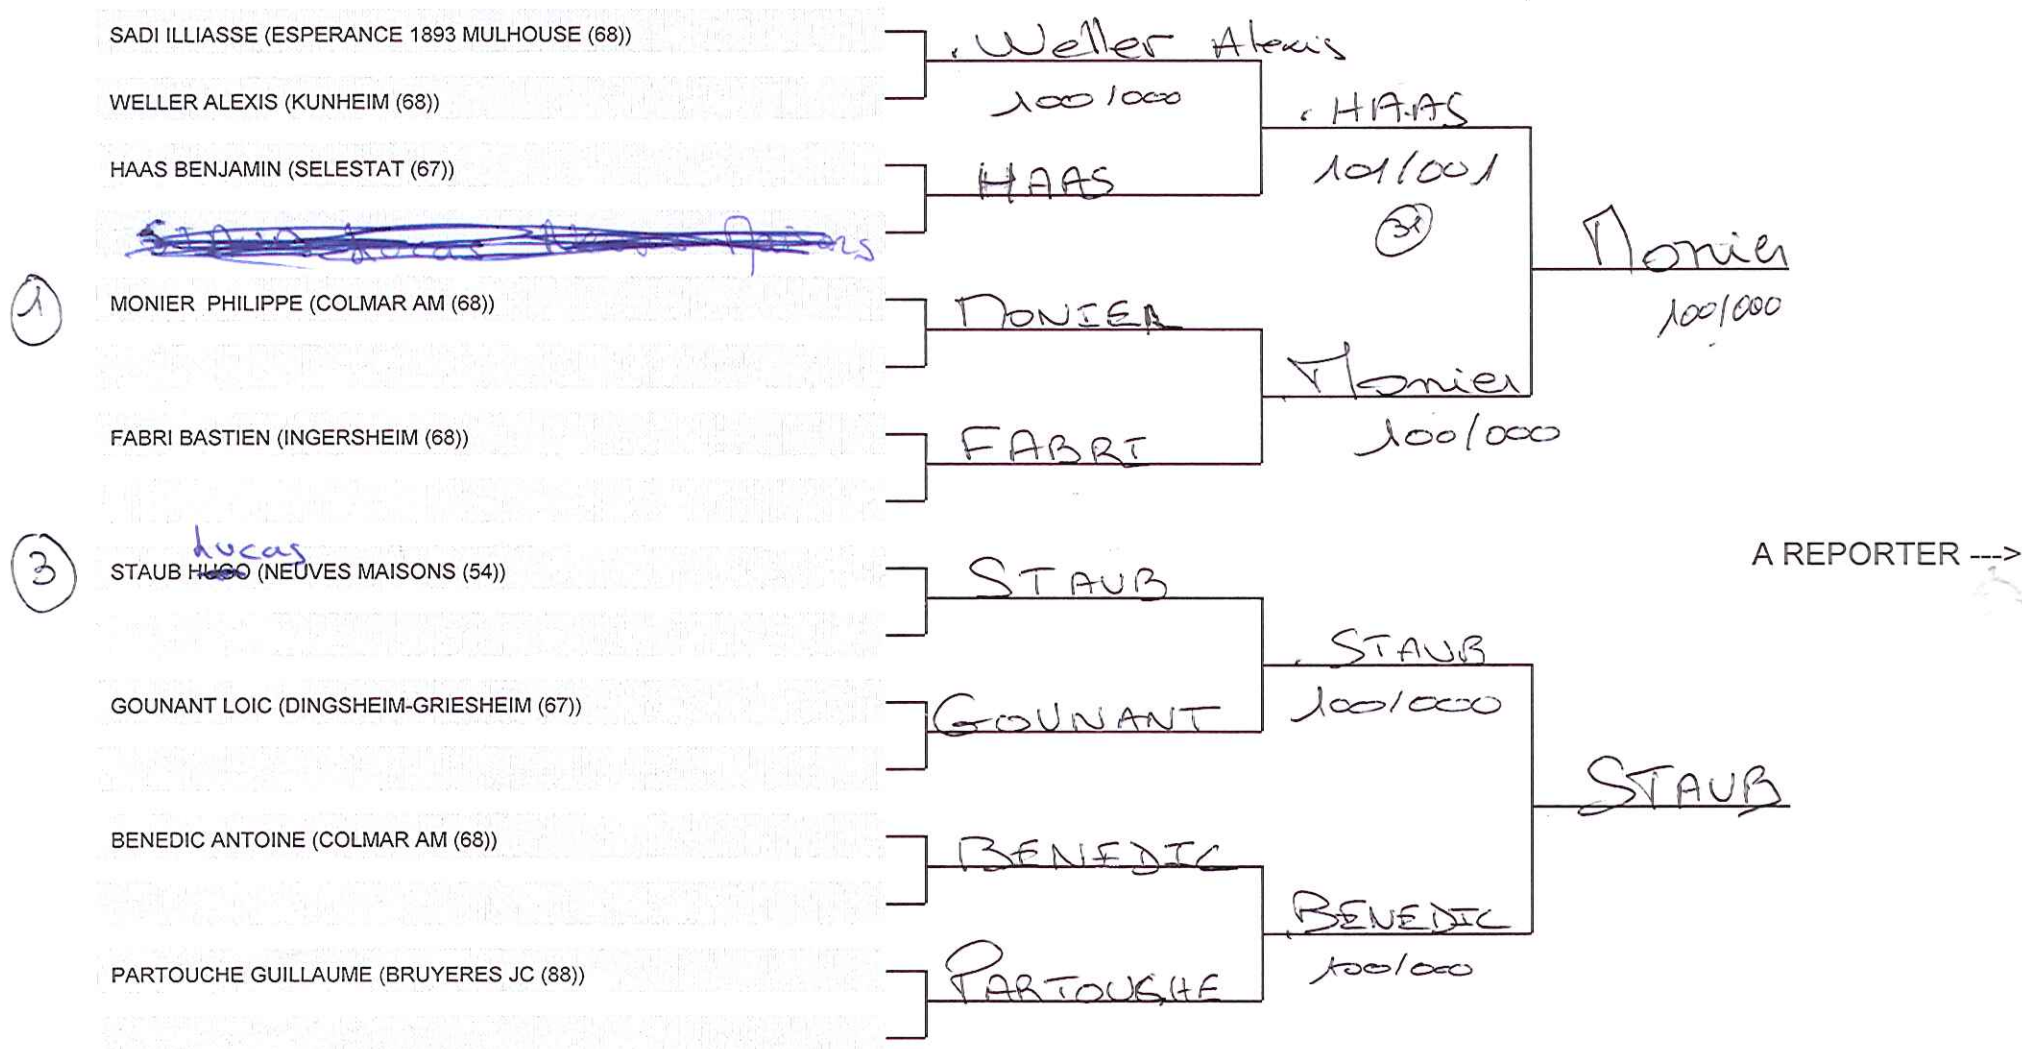 SADI ILLIASSE (ESPERANCE 1893 MULHOUSE (68))
. Weller Alexis
WELLER ALEXIS (KUNHEIM (68))
100/000
. HAAS
HAAS BENJAMIN (SELESTAT (67))
HAAS
101/001
Monier
1
MONIER PHILIPPE (COLMAR AM (68))
MONIER
100/000
Monier
FABRI BASTIEN (INGERSHEIM (68))
FABRI
100/000
Lucas
3
STAUB HUGO (NEUVES MAISONS (54))
STAUB
A REPORTER --->
. STAUB
GOUNANT LOIC (DINGSHEIM-GRIESHEIM (67))
GOUNANT
100/000
STAUB
BENEDIC ANTOINE (COLMAR AM (68))
BENEDIC
BENEDIC
PARTOUCHE GUILLAUME (BRUYERES JC (88))
PARTOUCHE
100/000